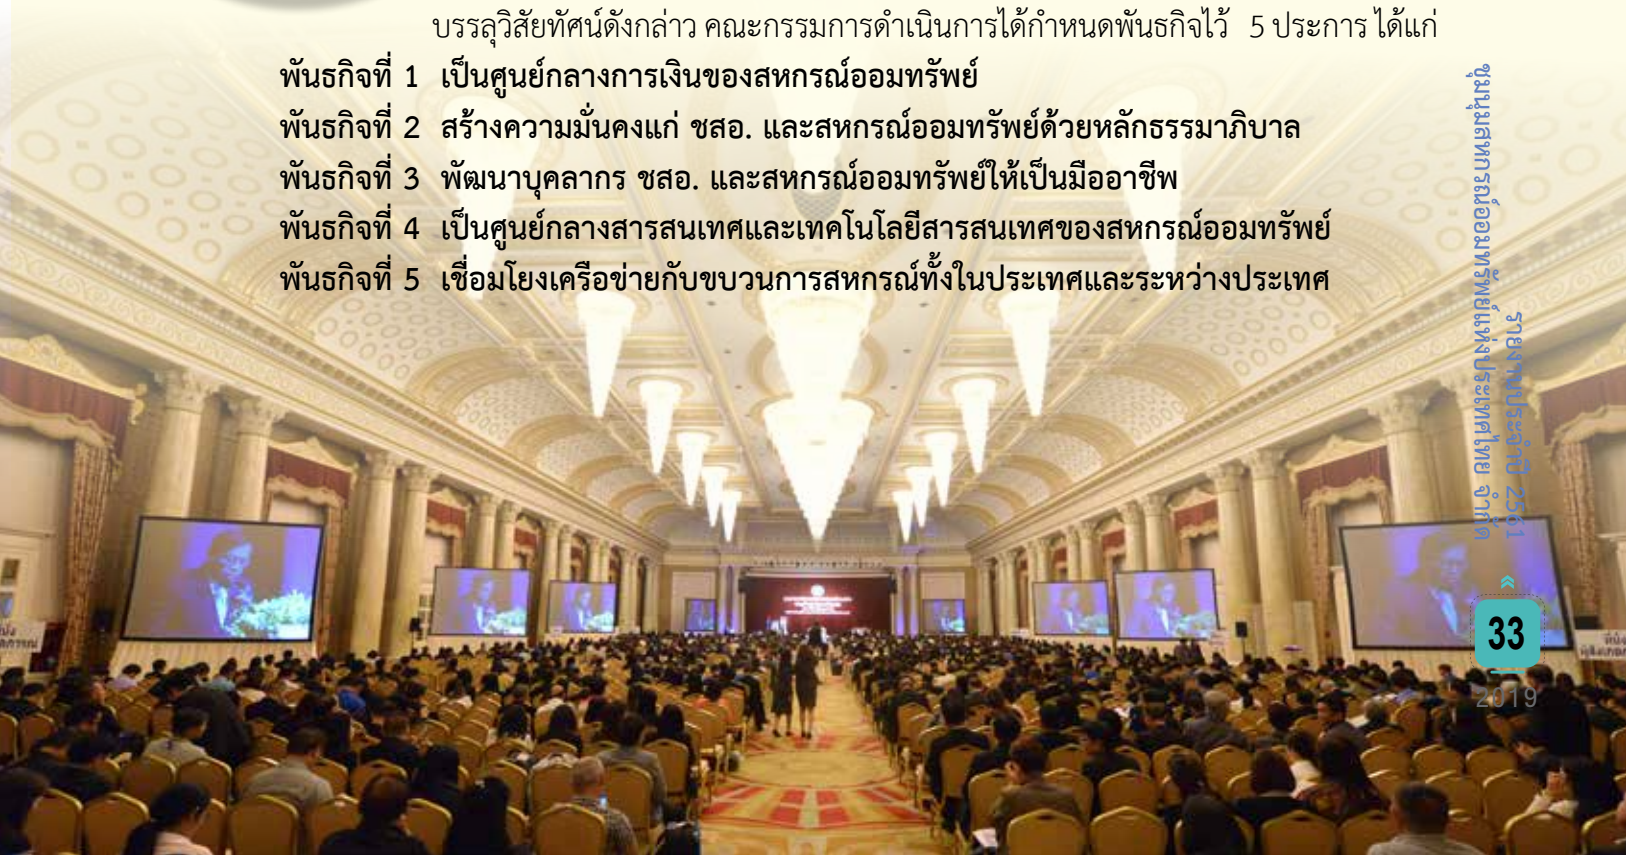 บรรลุวิสัยทัศน์ดังกล่าว คณะกรรมการดำเนินการได้กำหนดพันธกิจไว้ 5 ประการ ได้แก่
พันธกิจที่ 1 เป็นศูนย์กลางการเงินของสหกรณ์ออมทรัพย์
พันธกิจที่ 2 สร้างความมั่นคงแก่ ชสอ. และสหกรณ์ออมทรัพย์ด้วยหลักธรรมาภิบาล
พันธกิจที่ 3 พัฒนาบุคลากร ชสอ. และสหกรณ์ออมทรัพย์ให้เป็นมืออาชีพ
พันธกิจที่ 4 เป็นศูนย์กลางสารสนเทศและเทคโนโลยีสารสนเทศของสหกรณ์ออมทรัพย์
พันธกิจที่ 5 เชื่อมโยงเครือข่ายกับขบวนการสหกรณ์ทั้งในประเทศและระหว่างประเทศ
รายงานประจำปี 2561
ชุมนุมสหกรณ์ออมทรัพย์แห่งประเทศไทย จำกัด
33
2019